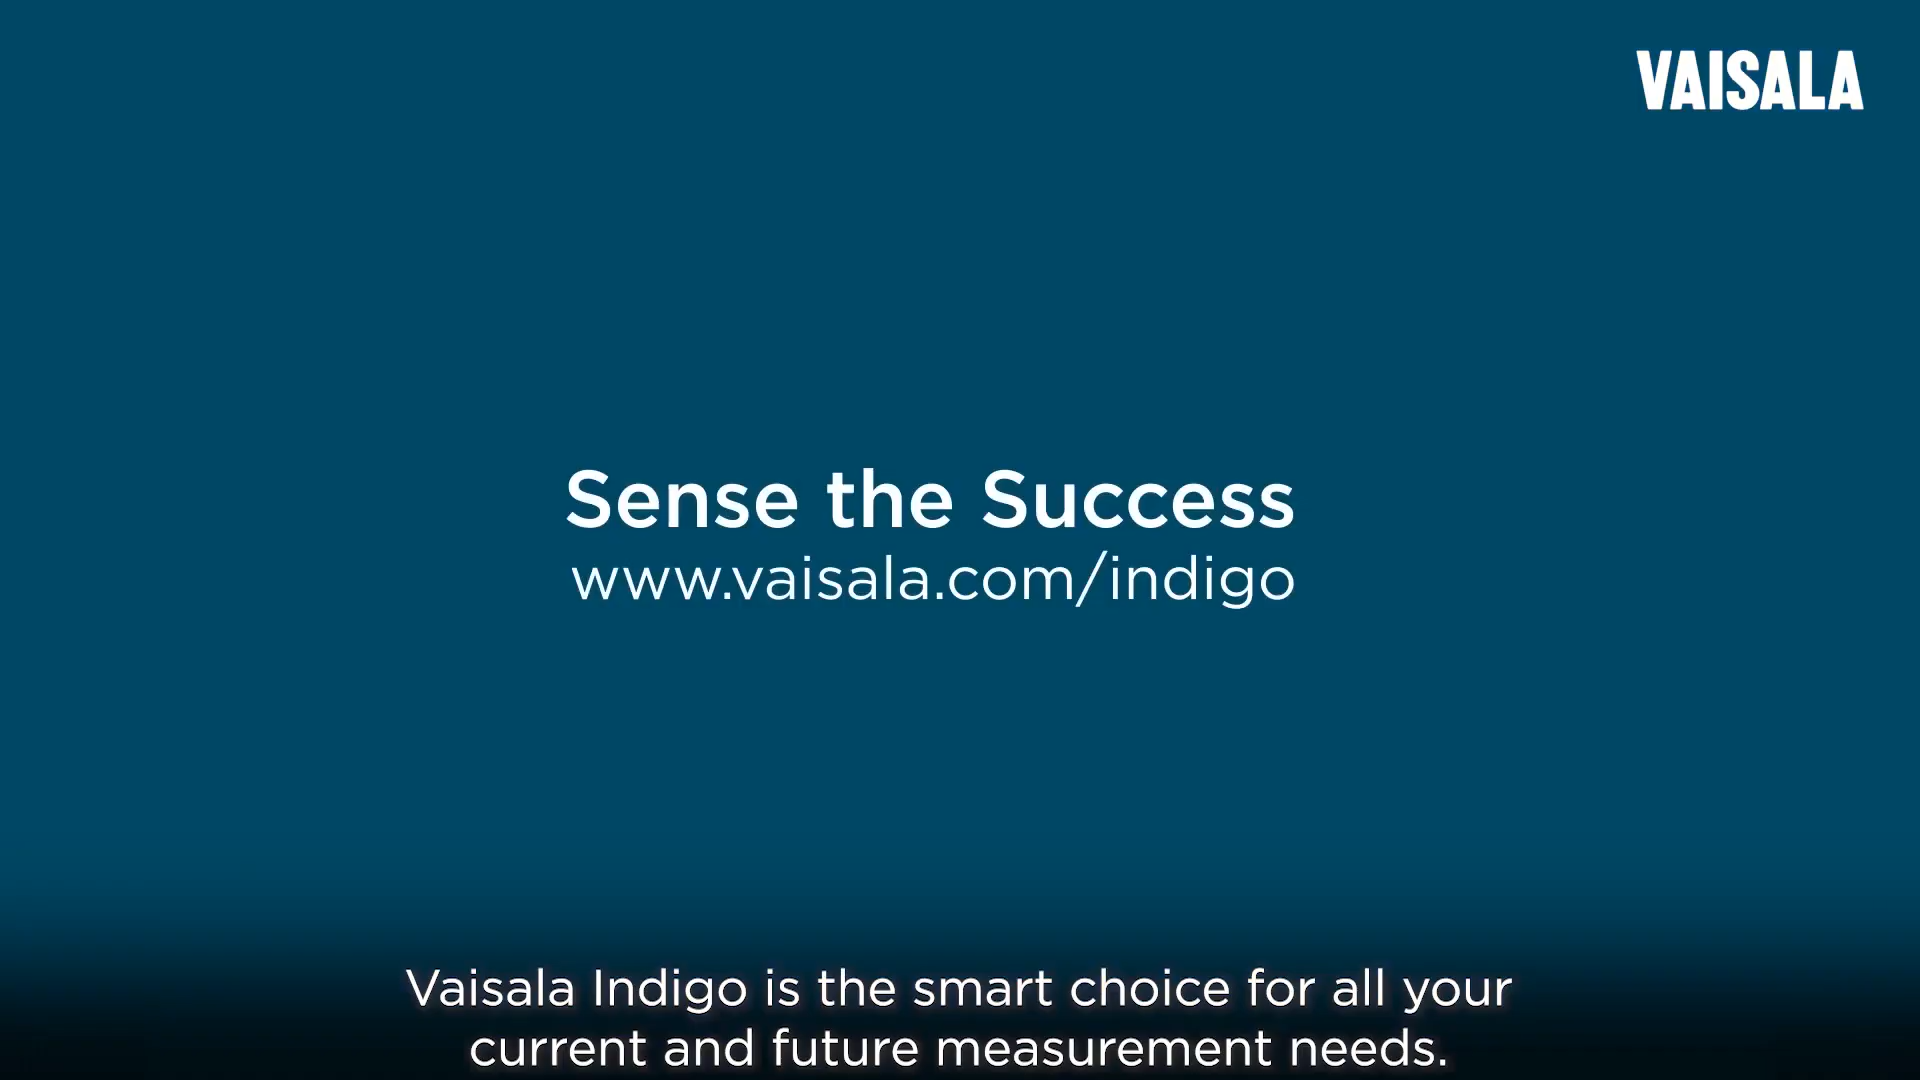 VAISALA
Sense the Success
www.vaisala.com/indigo
Vaisala Indigo is the smart choice for all your
current and future measurement needs.